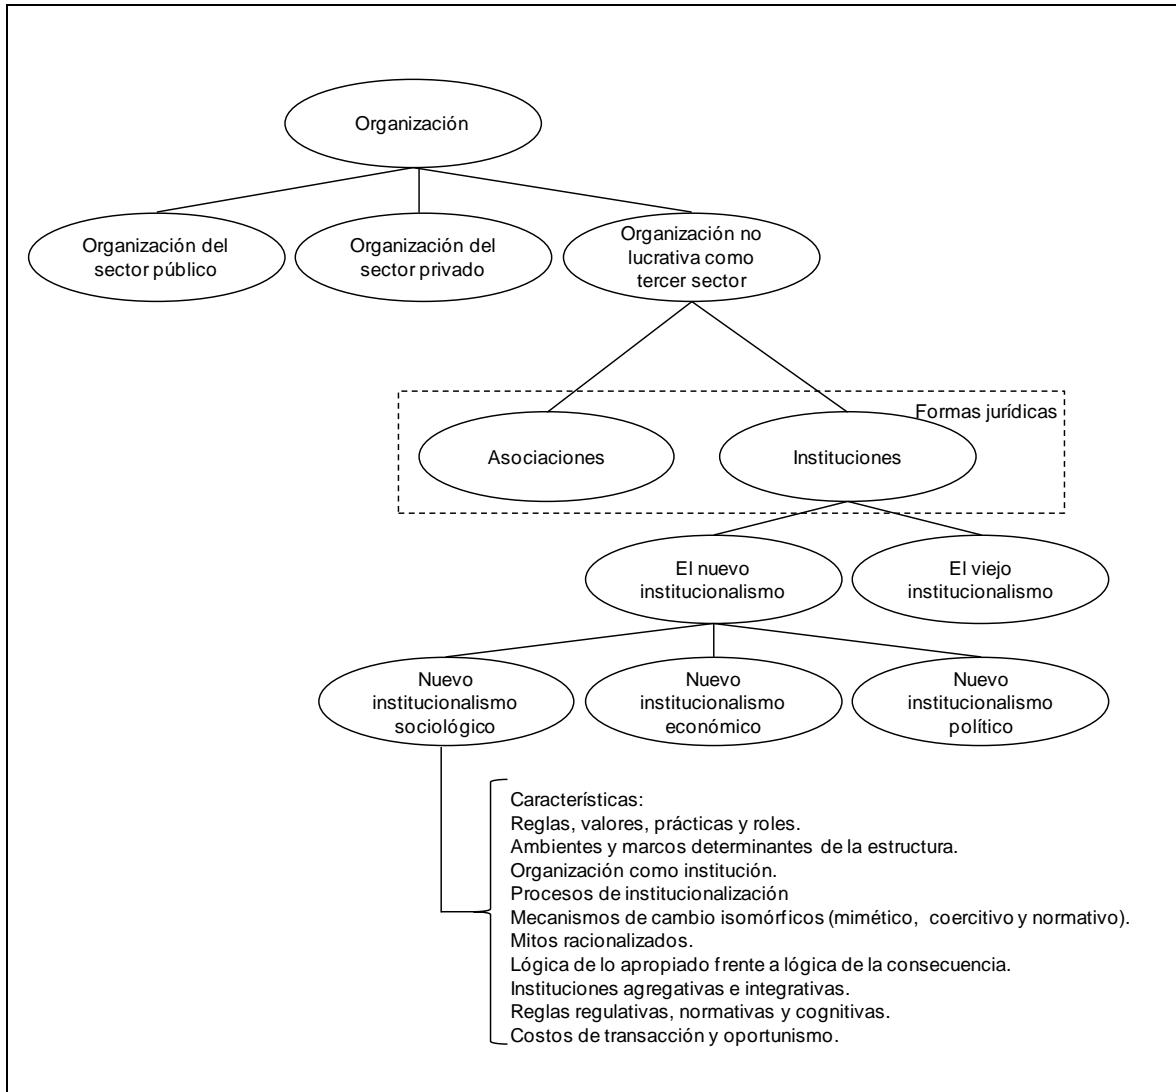 Organización
Organización del
sector público
Organización del
sector privado
Organización no
lucrativa como
tercer sector
Formas jurídicas
Asociaciones
Instituciones
El nuevo
institucionalismo
El viejo
institucionalismo
Nuevo
institucionalismo
sociológico
Nuevo
institucionalismo
económico
Nuevo
institucionalismo
político
Características:
Reglas, valores, prácticas y roles.
Ambientes y marcos determinantes de la estructura.
Organización como institución.
Procesos de institucionalización
Mecanismos de cambio isomórficos (mimético, coercitivo y normativo).
Mitos racionalizados.
Lógica de lo apropiado frente a lógica de la consecuencia.
Instituciones agregativas e integrativas.
Reglas regulativas, normativas y cognitivas.
Costos de transacción y oportunismo.